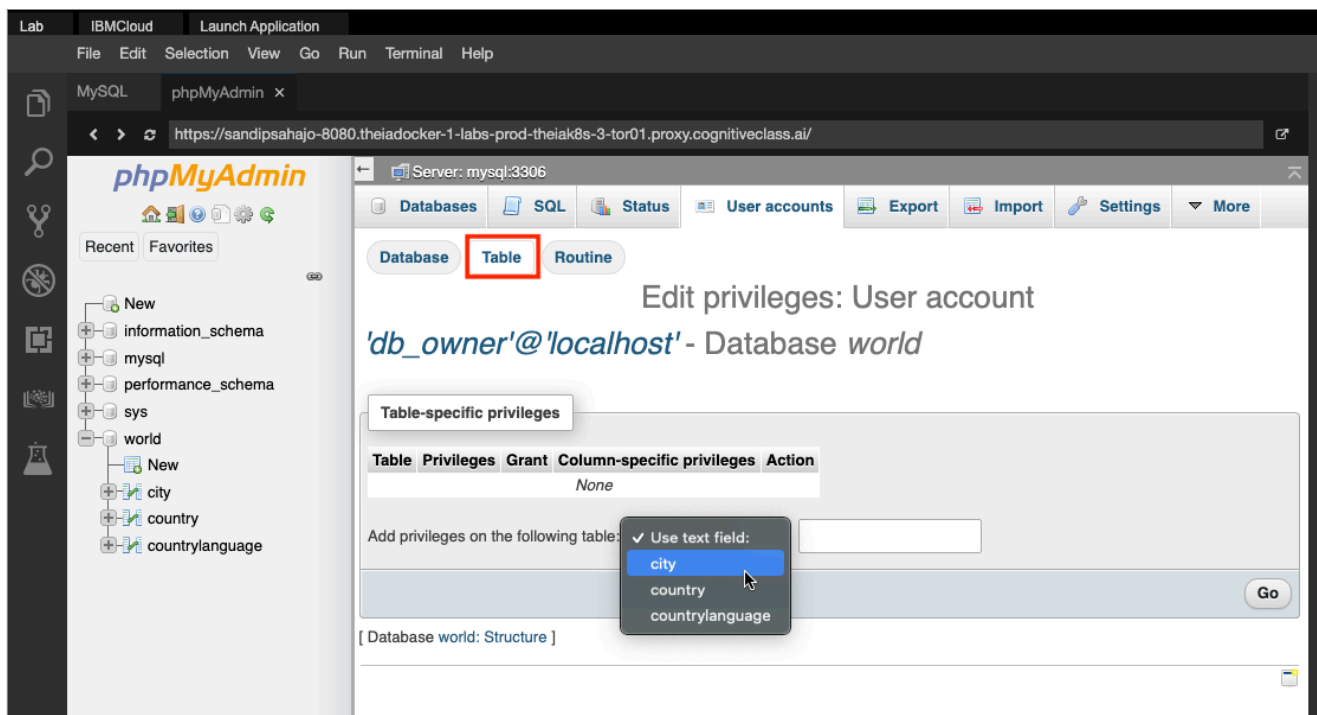 Lab IBMCloud Launch Application
File Edit Selection View Go Run Terminal Help
MySQL phpMyAdmin ×
https://sandipsahajo-8080.theiadocker-1-labs-prod-theiak8s-3-tor01.proxy.cognitiveclass.ai/
phpMyAdmin
Recent Favorites
New
information_schema
mysql
performance_schema
sys
world
New
city
country
countrylanguage
Server: mysql:3306
Databases SQL Status User accounts Export Import Settings More
Database Table Routine
Edit privileges: User account
'db_owner'@'localhost' - Database world
Table-specific privileges
Table Privileges Grant Column-specific privileges Action
None
Add privileges on the following table: ✓ Use text field:
city
country
countrylanguage
Go
[ Database world: Structure ]